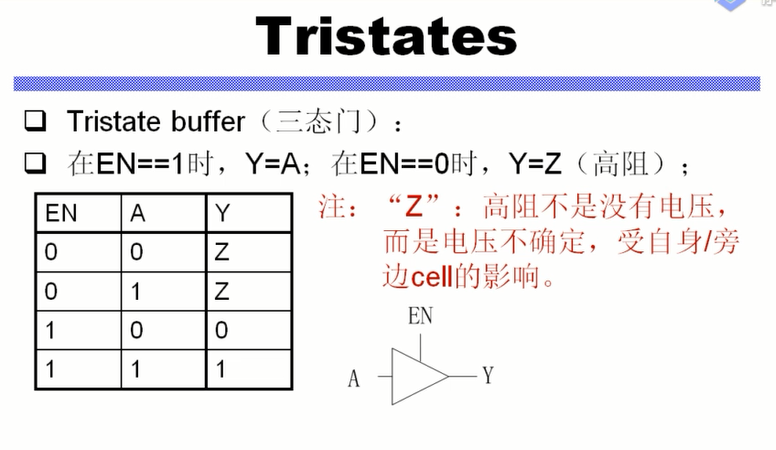 Tristates
Tristate buffer（三态门）：
在EN==1时，Y=A；在EN==0时，Y=Z（高阻）；
注：“Z”：高阻不是没有电压，
而是电压不确定，受自身/旁
边cell的影响。
EN A Y
0 0 Z
0 1 Z
1 0 0
1 1 1
EN
A Y